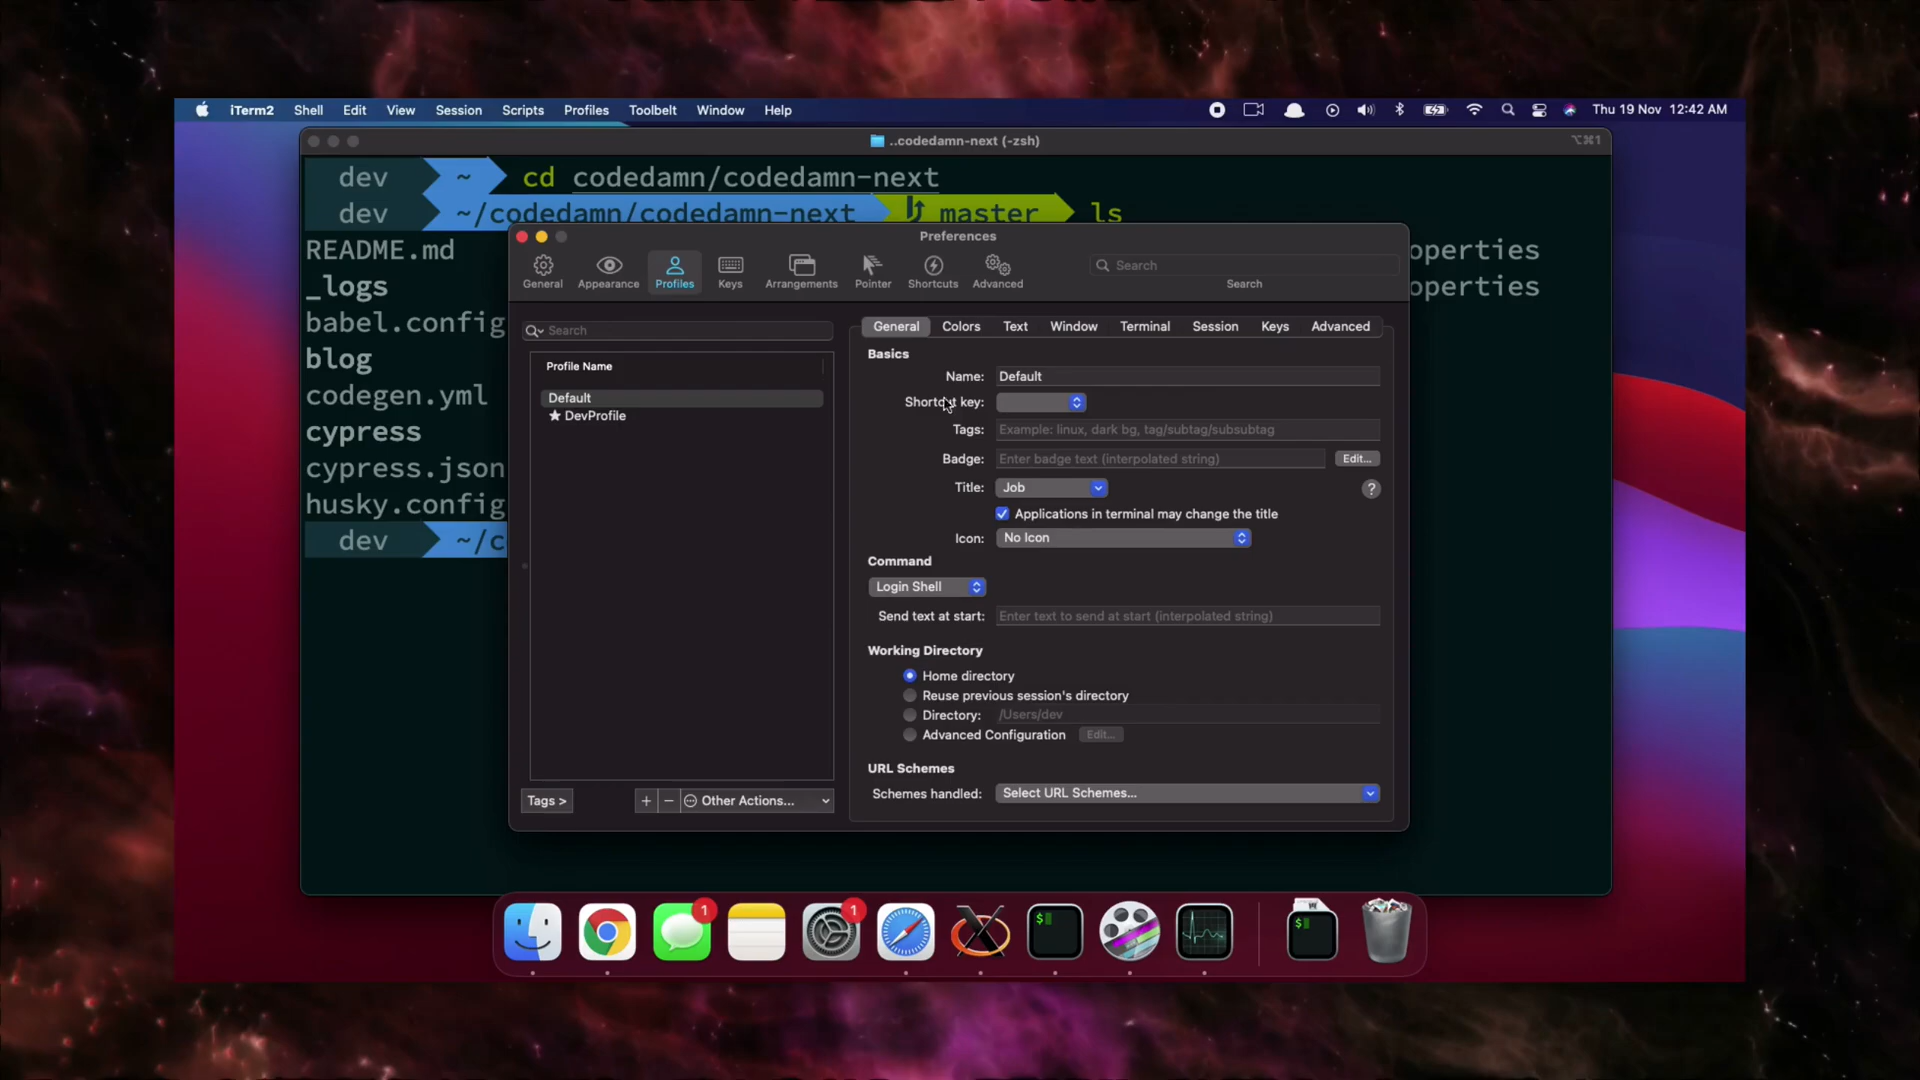 iTerm2 Shell Edit View Session Scripts Profiles Toolbelt Window Help Thu 19 Nov 12:42 AM
..codedamn-next (-zsh) ⌥⌘1
dev ~ cd codedamn/codedamn-next
dev ~/codedamn/codedamn-next master ls
README.md operties
_logs operties
babel.config
blog
codegen.yml
cypress
cypress.json
husky.config
dev ~/c
Preferences
General Appearance Profiles Keys Arrangements Pointer Shortcuts Advanced
Search
Search
Search
Profile Name
Default
★ DevProfile
Tags >
+ − Other Actions...
General Colors Text Window Terminal Session Keys Advanced
Basics
Name: Default
Shortcut key:
Tags: Example: linux, dark bg, tag/subtag/subsubtag
Badge: Enter badge text (interpolated string) Edit...
Title: Job ?
Applications in terminal may change the title
Icon: No Icon
Command
Login Shell
Send text at start: Enter text to send at start (interpolated string)
Working Directory
Home directory
Reuse previous session's directory
Directory: /Users/dev
Advanced Configuration Edit...
URL Schemes
Schemes handled: Select URL Schemes...
1
1
$
$